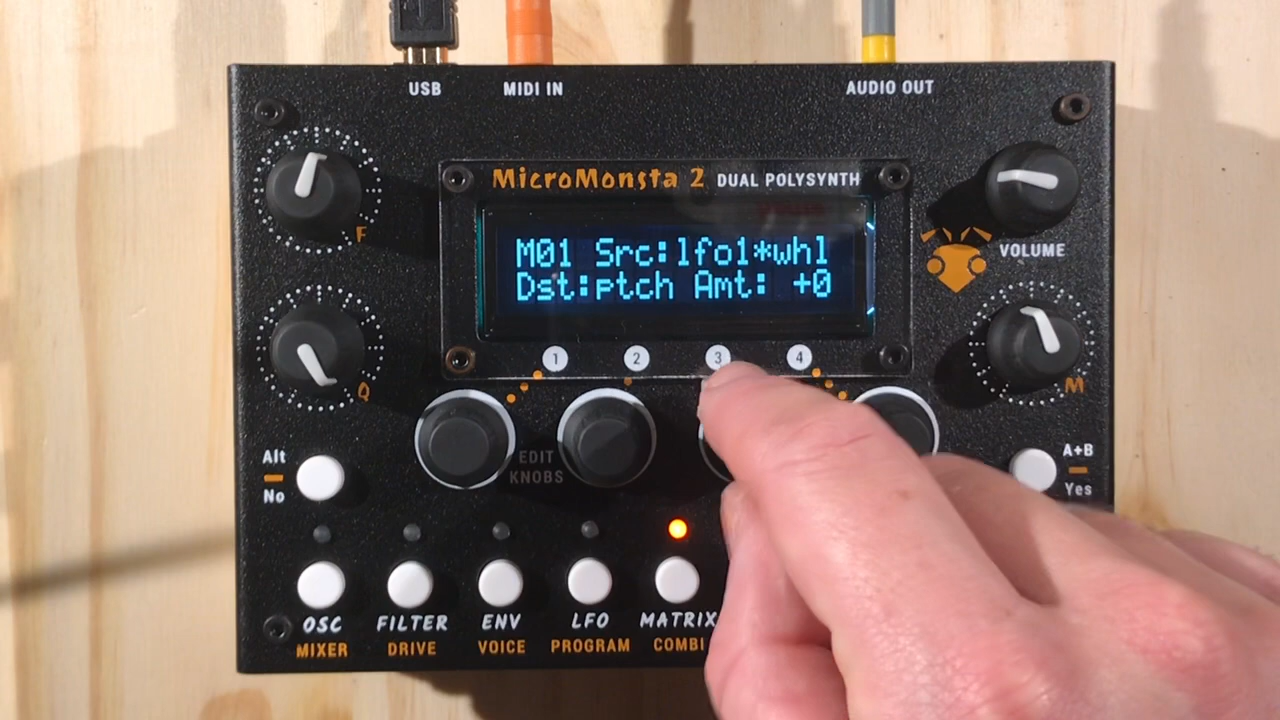 USB
MIDI IN
AUDIO OUT
MicroMonsta 2 DUAL POLYSYNTH
F
VOLUME
M01 Src:lfo1*whl
Dst:ptch Amt: +0
1 2 3 4
Q
M
EDIT
KNOBS
Alt
No
A+B
Yes
OSC FILTER ENV LFO MATRIX
MIXER DRIVE VOICE PROGRAM COMBI